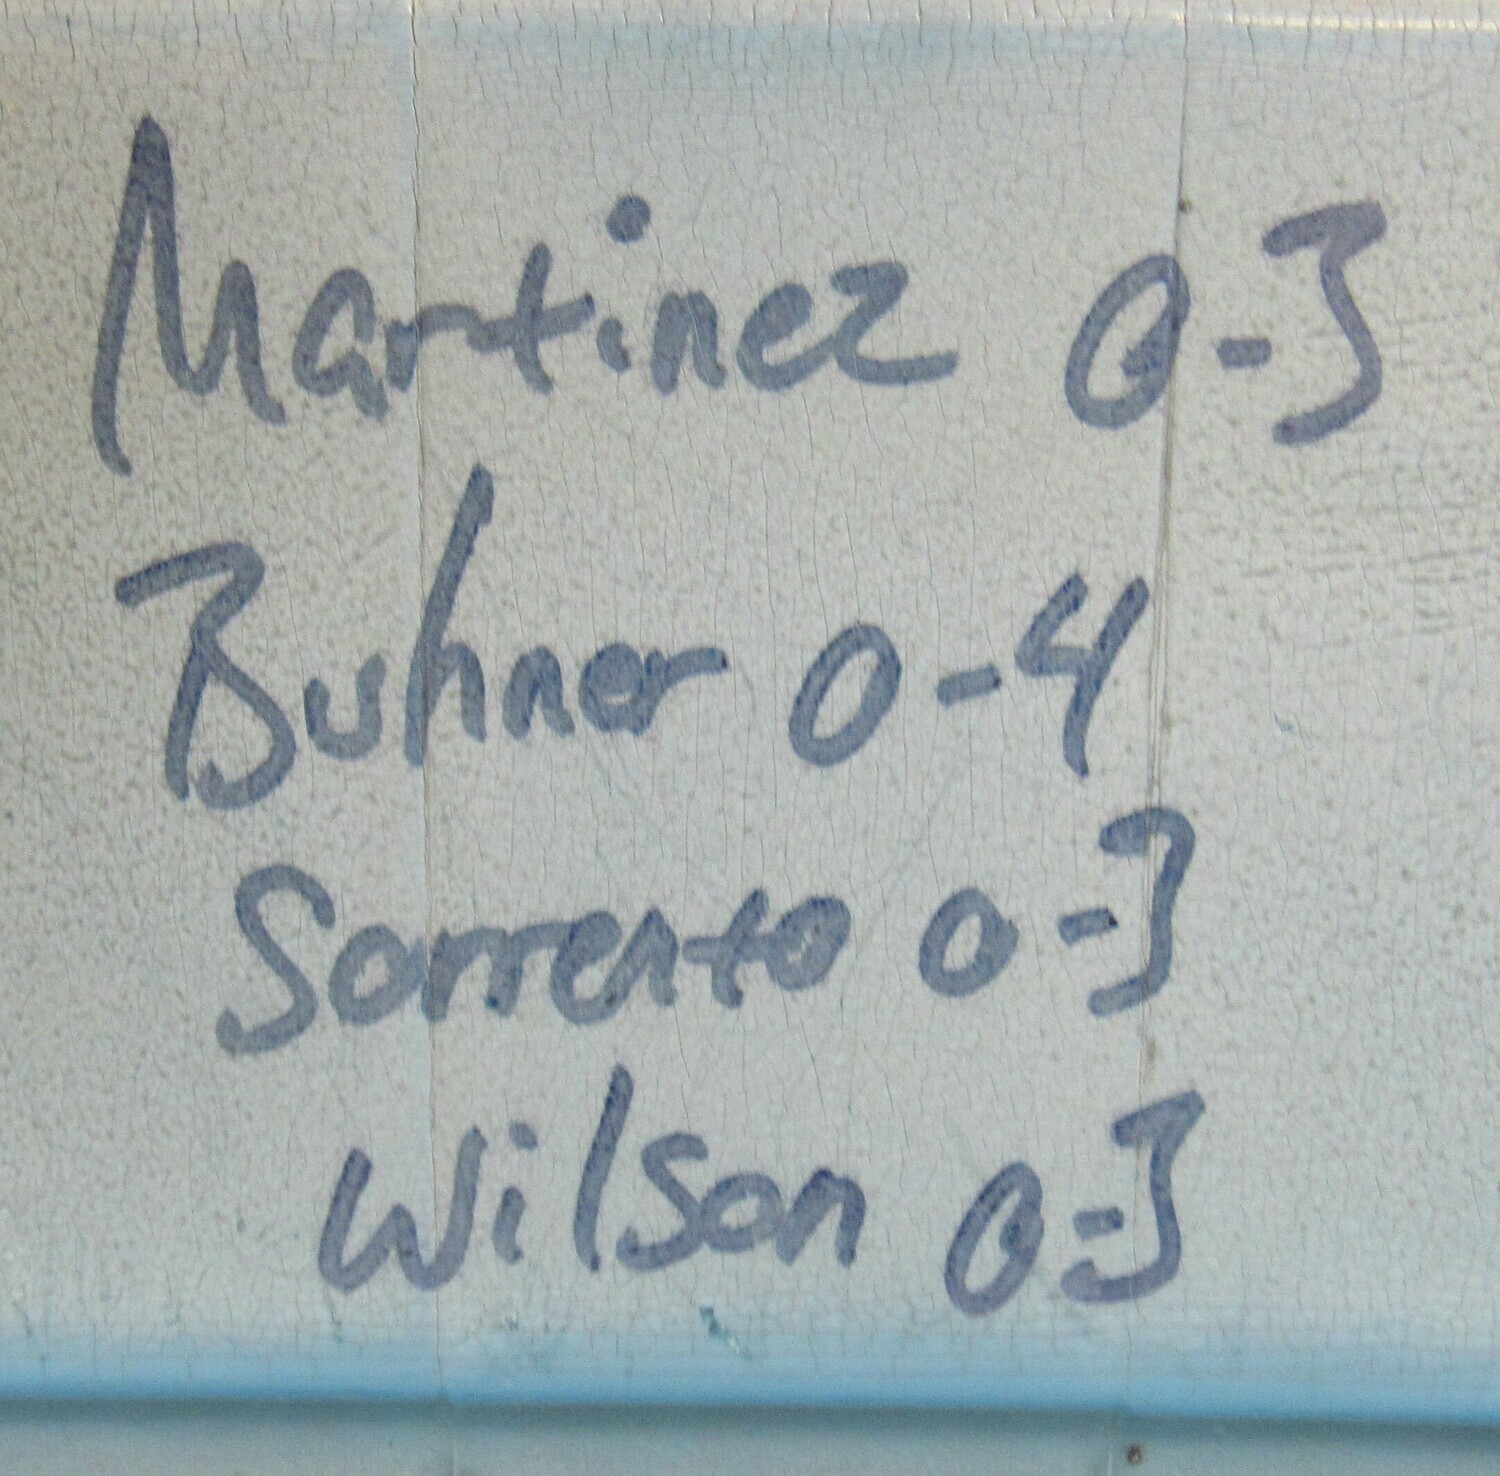 Martinez 0-3
Buhner 0-4
Sorrento 0-3
Wilson 0-3